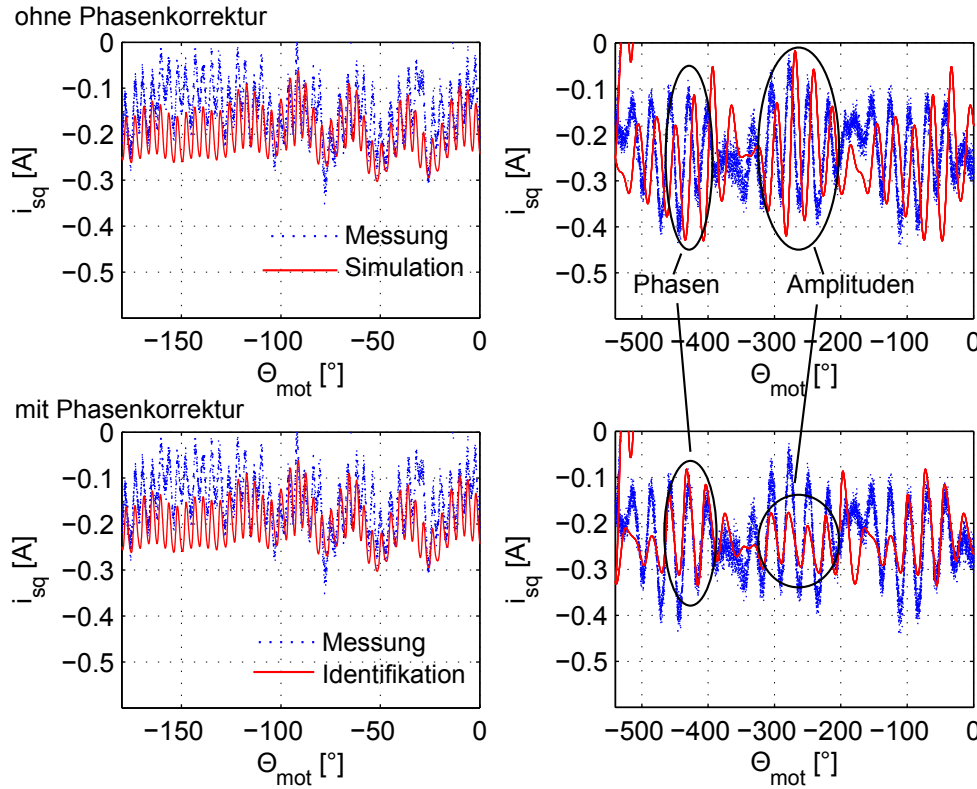 ohne Phasenkorrektur
0
−0.1
−0.2
−0.3
−0.4
−0.5
i_sq [A]
Messung
Simulation
−150
−100
−50
0
Θ_mot [°]
0
−0.1
−0.2
−0.3
−0.4
−0.5
i_sq [A]
Phasen
Amplituden
−500
−400
−300
−200
−100
0
Θ_mot [°]
mit Phasenkorrektur
0
−0.1
−0.2
−0.3
−0.4
−0.5
i_sq [A]
Messung
Identifikation
−150
−100
−50
0
Θ_mot [°]
0
−0.1
−0.2
−0.3
−0.4
−0.5
i_sq [A]
−500
−400
−300
−200
−100
0
Θ_mot [°]